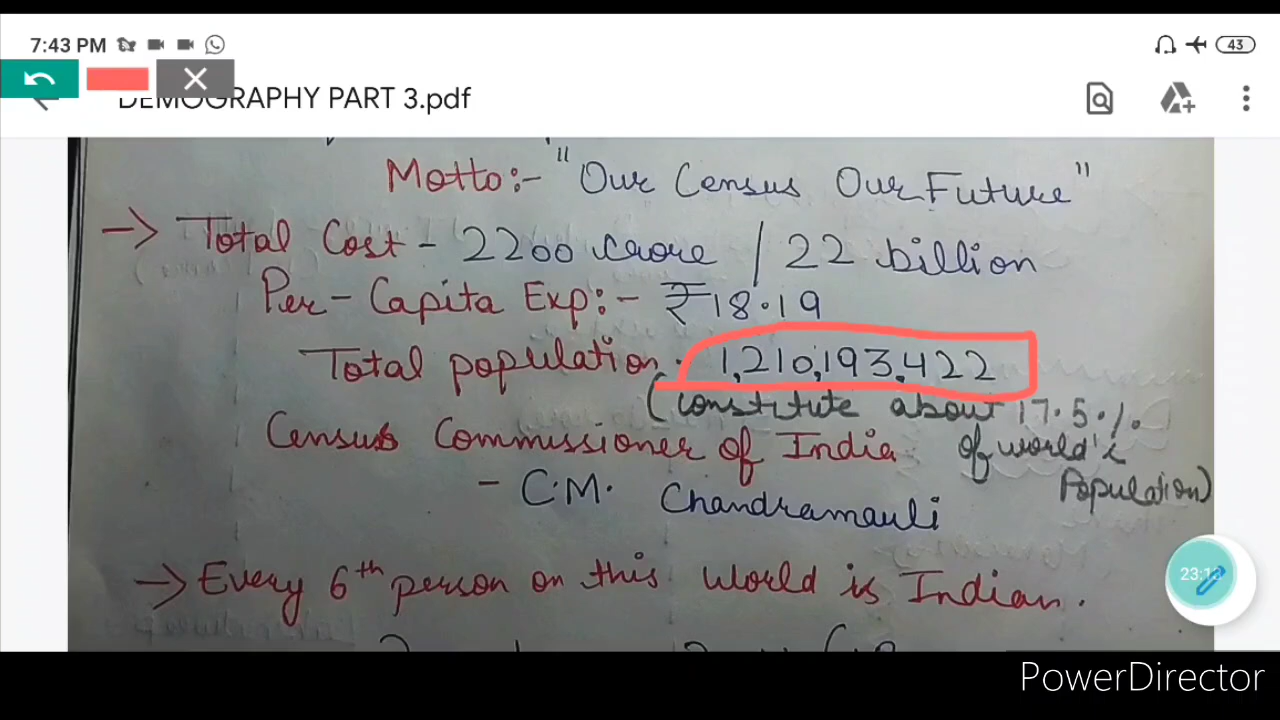 7:43 PM
43
DEMOGRAPHY PART 3.pdf
Motto:- "Our Census Our Future"
→ Total Cost - 2200 crore / 22 billion
Per-Capita Exp:- ₹18.19
Total population - 1,210,193,422
(constitute about 17.5%
Census Commissioner of India of world's
Population)
- C.M. Chandramauli
→ Every 6th person on this world is Indian.
23:1
PowerDirector